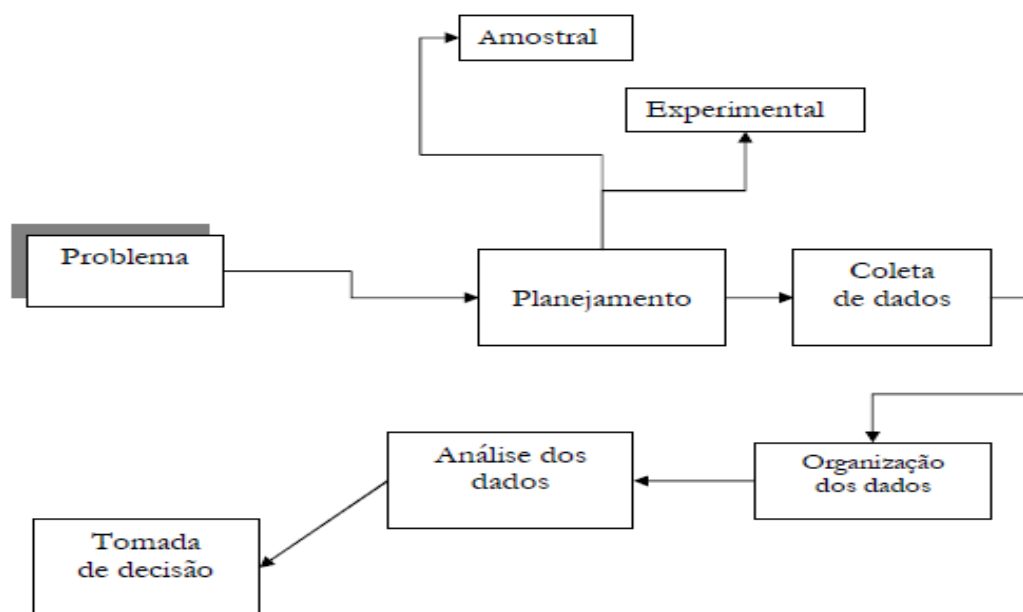 Amostral
Experimental
Problema
Planejamento
Coleta
de dados
Organização
dos dados
Análise dos
dados
Tomada
de decisão